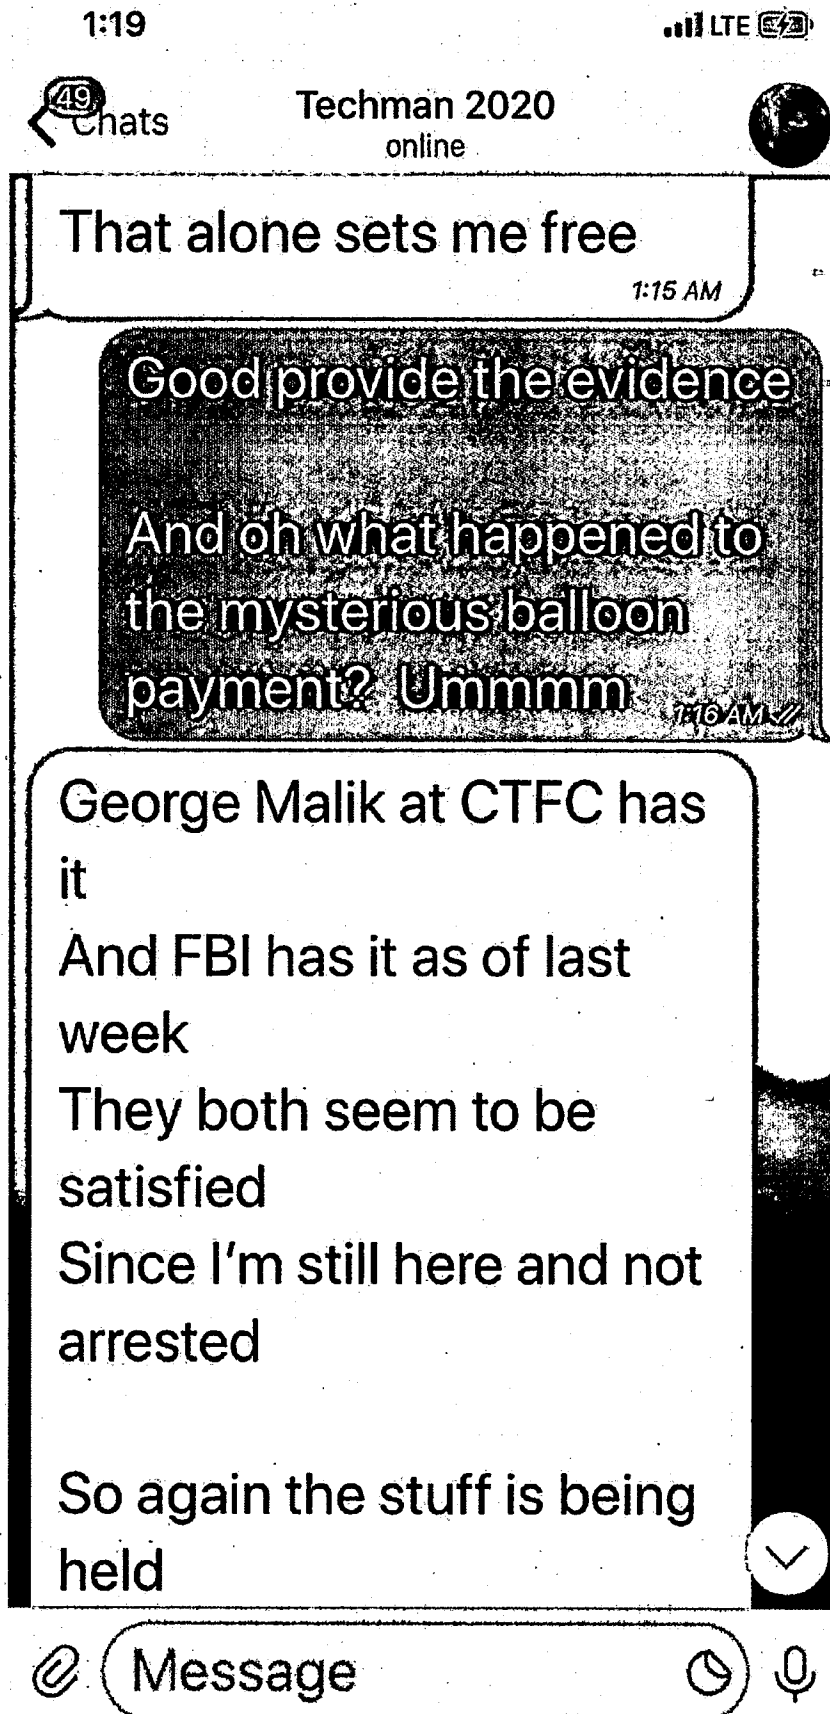 1:19
LTE
49
Chats
Techman 2020
online
That alone sets me free
1:15 AM
Good provide the evidence
And oh what happened to
the mysterious balloon
payment? Ummmm
1:16 AM
George Malik at CTFC has
it
And FBI has it as of last
week
They both seem to be
satisfied
Since I'm still here and not
arrested
So again the stuff is being
held
Message